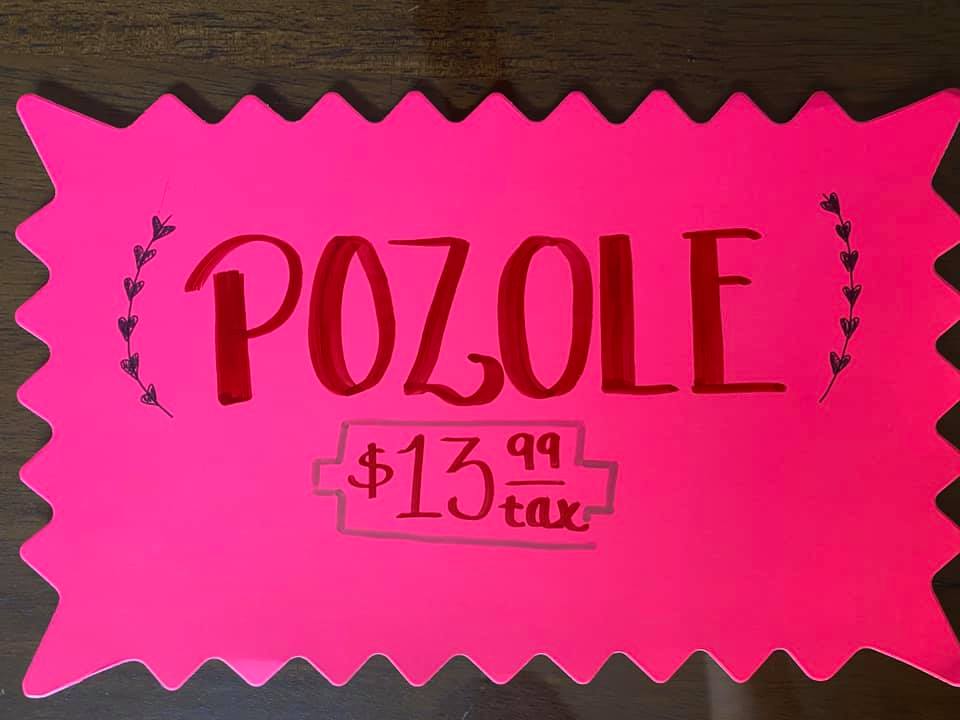 POZOLE
$13 99
tax